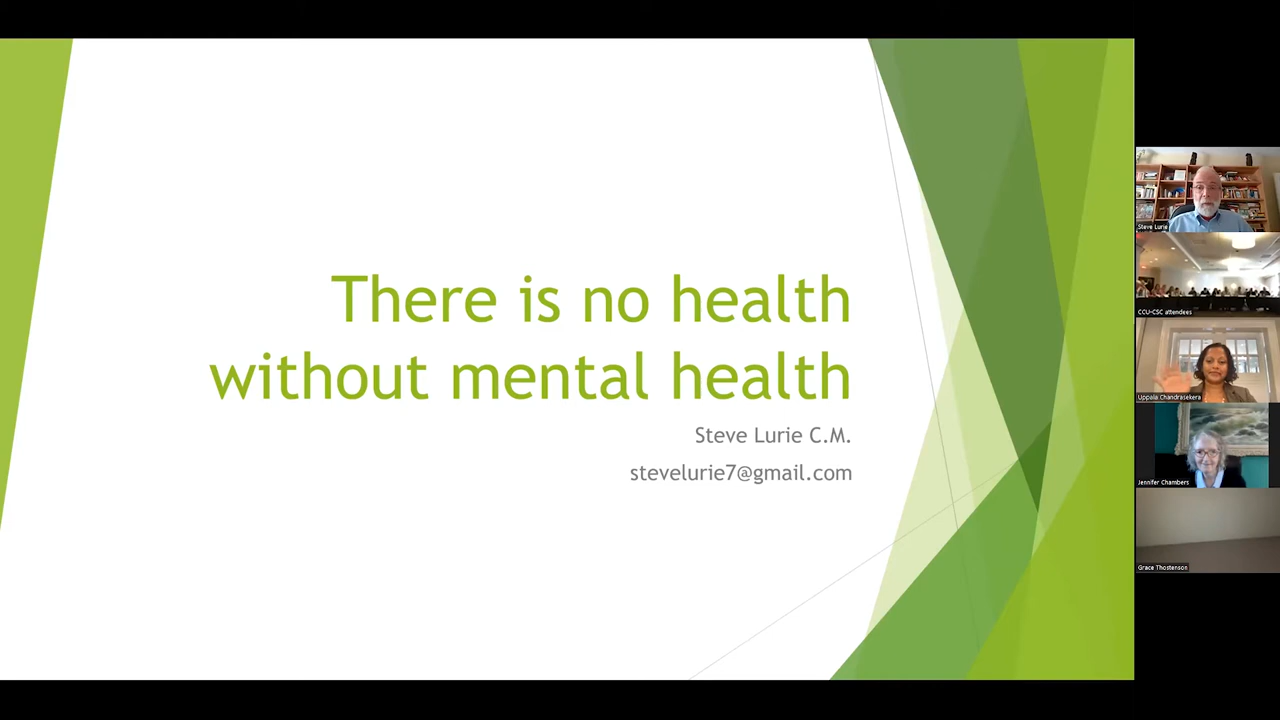 There is no health
without mental health
Steve Lurie C.M.
stevelurie7@gmail.com
Steve Lurie
CCU-CSC attendees
Uppala Chandrasekera
Jennifer Chambers
Grace Thostenson